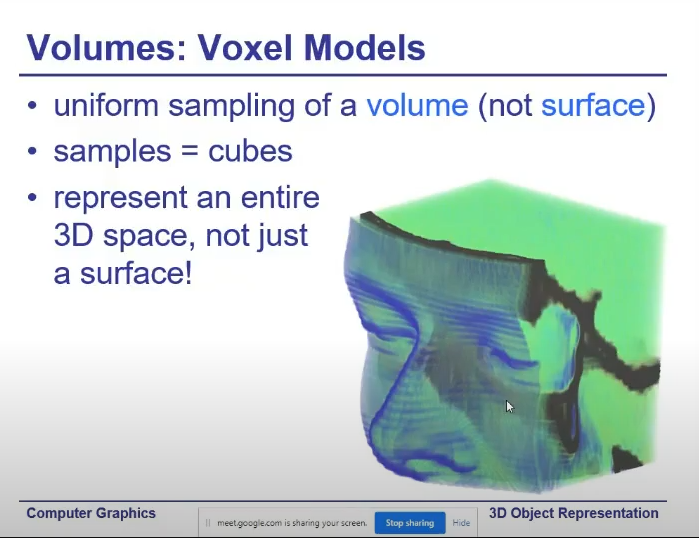 Volumes: Voxel Models
• uniform sampling of a volume (not surface)
• samples = cubes
• represent an entire
3D space, not just
a surface!
Computer Graphics
meet.google.com is sharing your screen.
Stop sharing
Hide
3D Object Representation